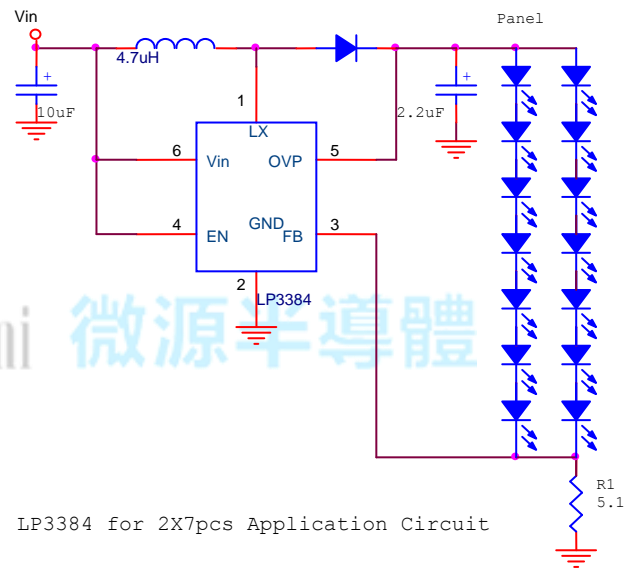 Vin
Panel
4.7uH
10uF
2.2uF
1
LX
6
Vin
OVP
5
4
EN
GND
FB
3
2
LP3384
微源半導體
R1
5.1
LP3384 for 2X7pcs Application Circuit